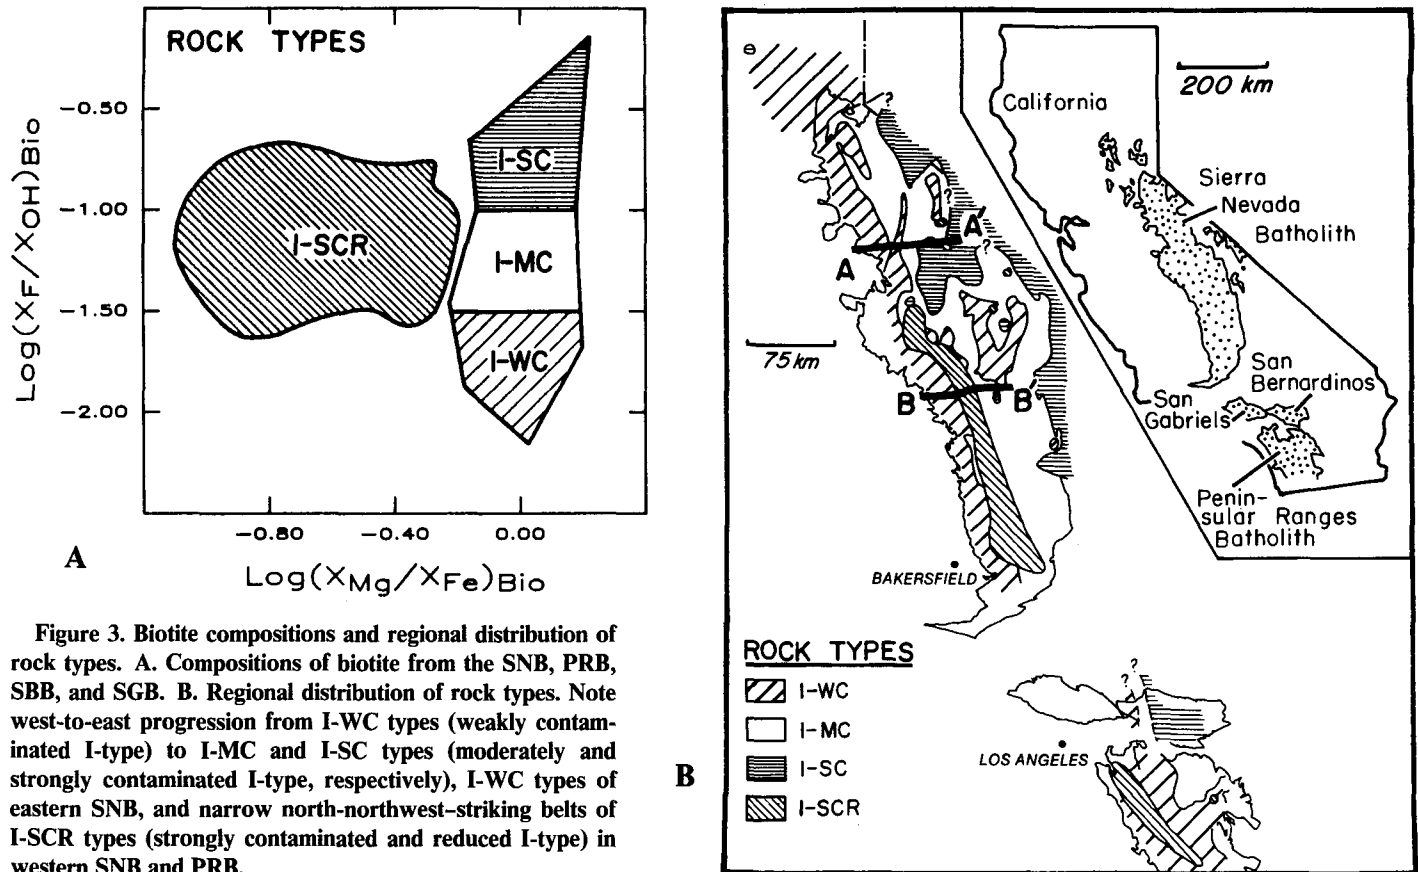 ROCK TYPES
I-SC
I-SCR
I-MC
I-WC
−0.50
−1.00
−1.50
−2.00
Log(XF/XOH)Bio
−0.80
−0.40
0.00
Log(XMg/XFe)Bio
A
Figure 3. Biotite compositions and regional distribution of
rock types. A. Compositions of biotite from the SNB, PRB,
SBB, and SGB. B. Regional distribution of rock types. Note
west-to-east progression from I-WC types (weakly contam-
inated I-type) to I-MC and I-SC types (moderately and
strongly contaminated I-type, respectively), I-WC types of
eastern SNB, and narrow north-northwest–striking belts of
I-SCR types (strongly contaminated and reduced I-type) in
western SNB and PRB.
B
?
?
A
A'
?
75 km
B
B'
BAKERSFIELD
200 km
California
Sierra
Nevada
Batholith
San
Bernardinos
San
Gabriels
Penin-
sular Ranges
Batholith
ROCK TYPES
I-WC
I-MC
I-SC
I-SCR
?
?
LOS ANGELES